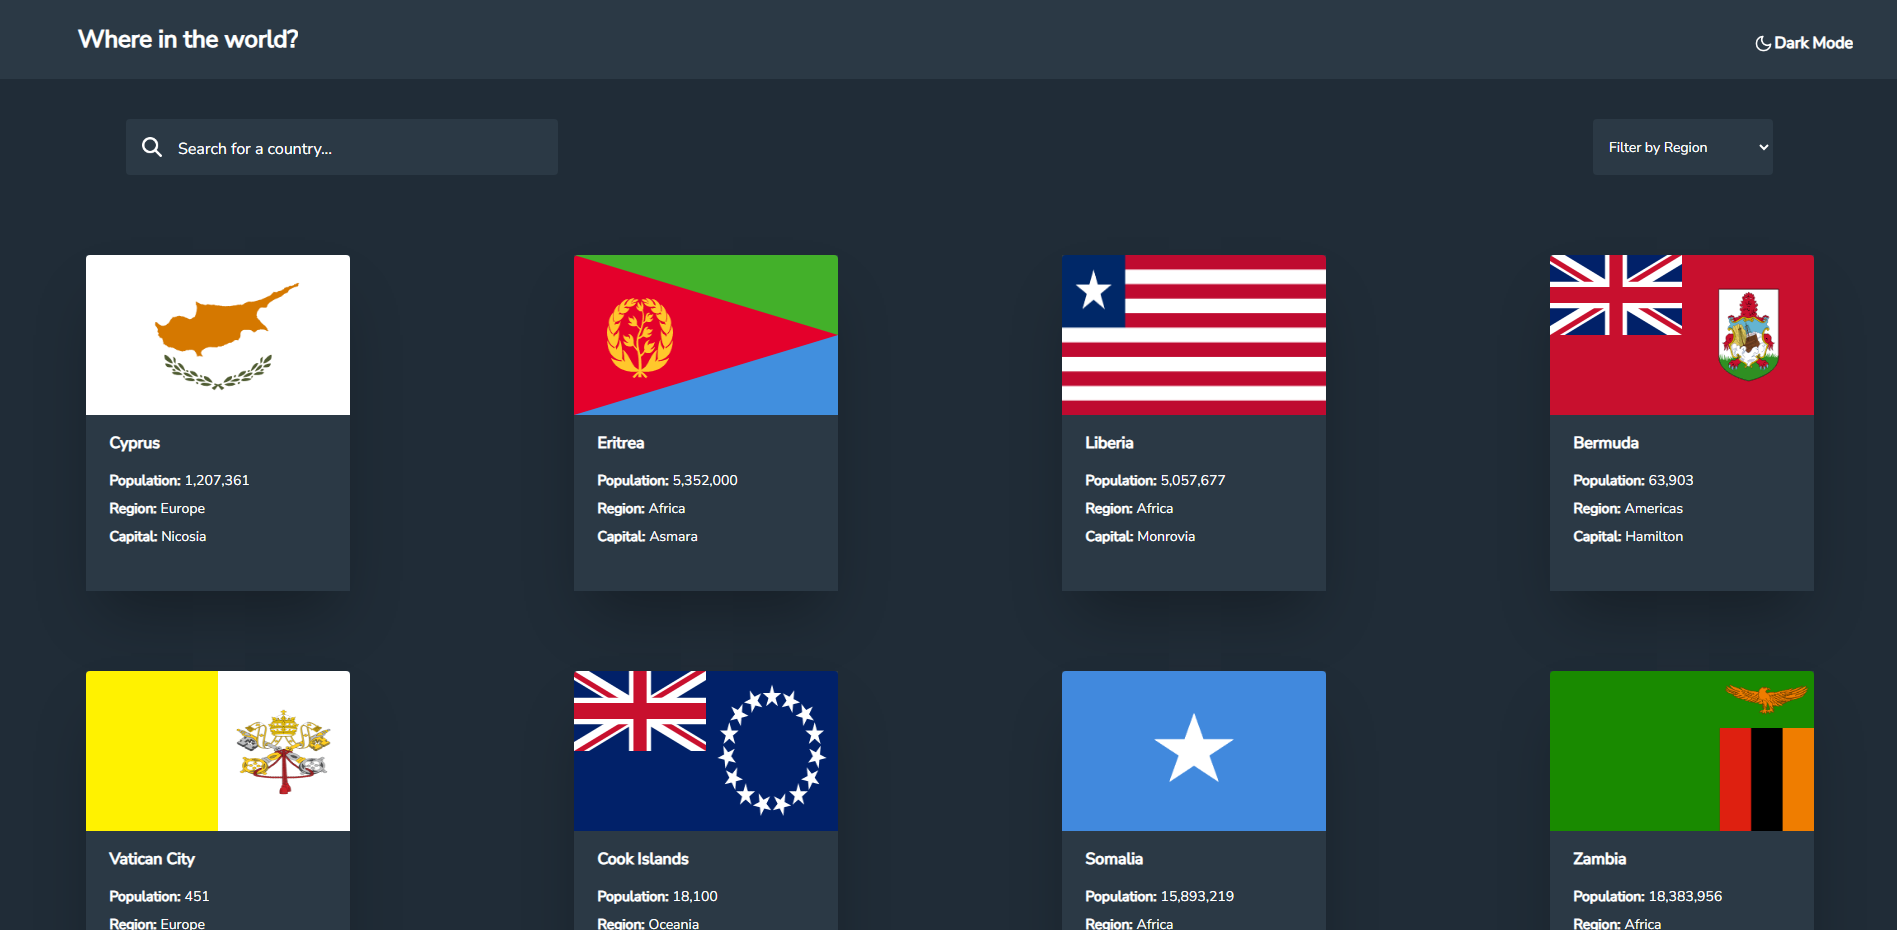 Where in the world?
Dark Mode
Search for a country...
Filter by Region
Cyprus
Population: 1,207,361
Region: Europe
Capital: Nicosia
Eritrea
Population: 5,352,000
Region: Africa
Capital: Asmara
Liberia
Population: 5,057,677
Region: Africa
Capital: Monrovia
Bermuda
Population: 63,903
Region: Americas
Capital: Hamilton
Vatican City
Population: 451
Region: Europe
Cook Islands
Population: 18,100
Region: Oceania
Somalia
Population: 15,893,219
Region: Africa
Zambia
Population: 18,383,956
Region: Africa